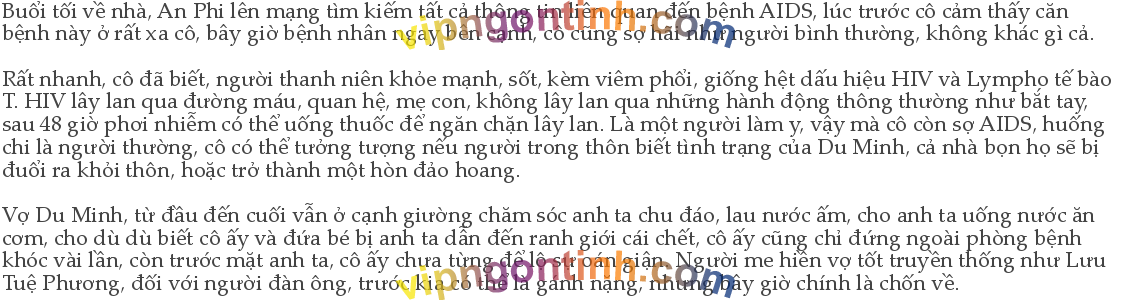 Buổi tối về nhà, An Phi lên mạng tìm kiếm tất cả thông tin liên quan đến bệnh AIDS, lúc trước cô cảm thấy căn
bệnh này ở rất xa cô, bây giờ bệnh nhân ngay bên cạnh, cô cũng sợ hãi như người bình thường, không khác gì cả.
Rất nhanh, cô đã biết, người thanh niên khỏe mạnh, sốt, kèm viêm phổi, giống hệt dấu hiệu HIV và Lympho tế bào
T. HIV lây lan qua đường máu, quan hệ, mẹ con, không lây lan qua những hành động thông thường như bắt tay,
sau 48 giờ phơi nhiễm có thể uống thuốc để ngăn chặn lây lan. Là một người làm y, vậy mà cô còn sợ AIDS, huống
chi là người thường, cô có thể tưởng tượng nếu người trong thôn biết tình trạng của Du Minh, cả nhà bọn họ sẽ bị
đuổi ra khỏi thôn, hoặc trở thành một hòn đảo hoang.
Vợ Du Minh, từ đầu đến cuối vẫn ở cạnh giường chăm sóc anh ta chu đáo, lau nước ấm, cho anh ta uống nước ăn
cơm, cho dù dù biết cô ấy và đứa bé bị anh ta dẫn đến ranh giới cái chết, cô ấy cũng chỉ đứng ngoài phòng bệnh
khóc vài lần, còn trước mặt anh ta, cô ấy chưa từng để lộ sự oán giận. Người mẹ hiền vợ tốt truyền thống như Lưu
Tuệ Phương, đối với người đàn ông, trước kia có thể là gánh nặng, nhưng bây giờ chính là chốn về.
vipngontinh.com
vipngontinh.com